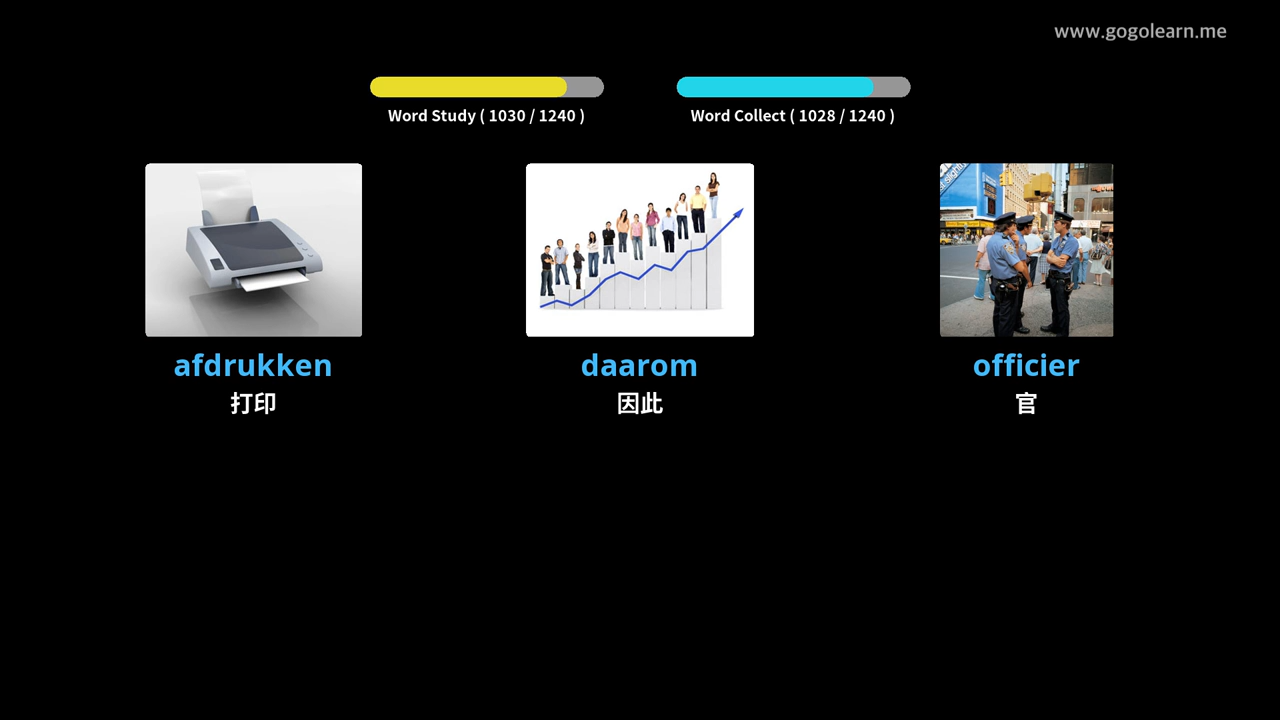 www.gogolearn.me
Word Study ( 1030 / 1240 )
Word Collect ( 1028 / 1240 )
afdrukken
daarom
officier
打印
因此
官